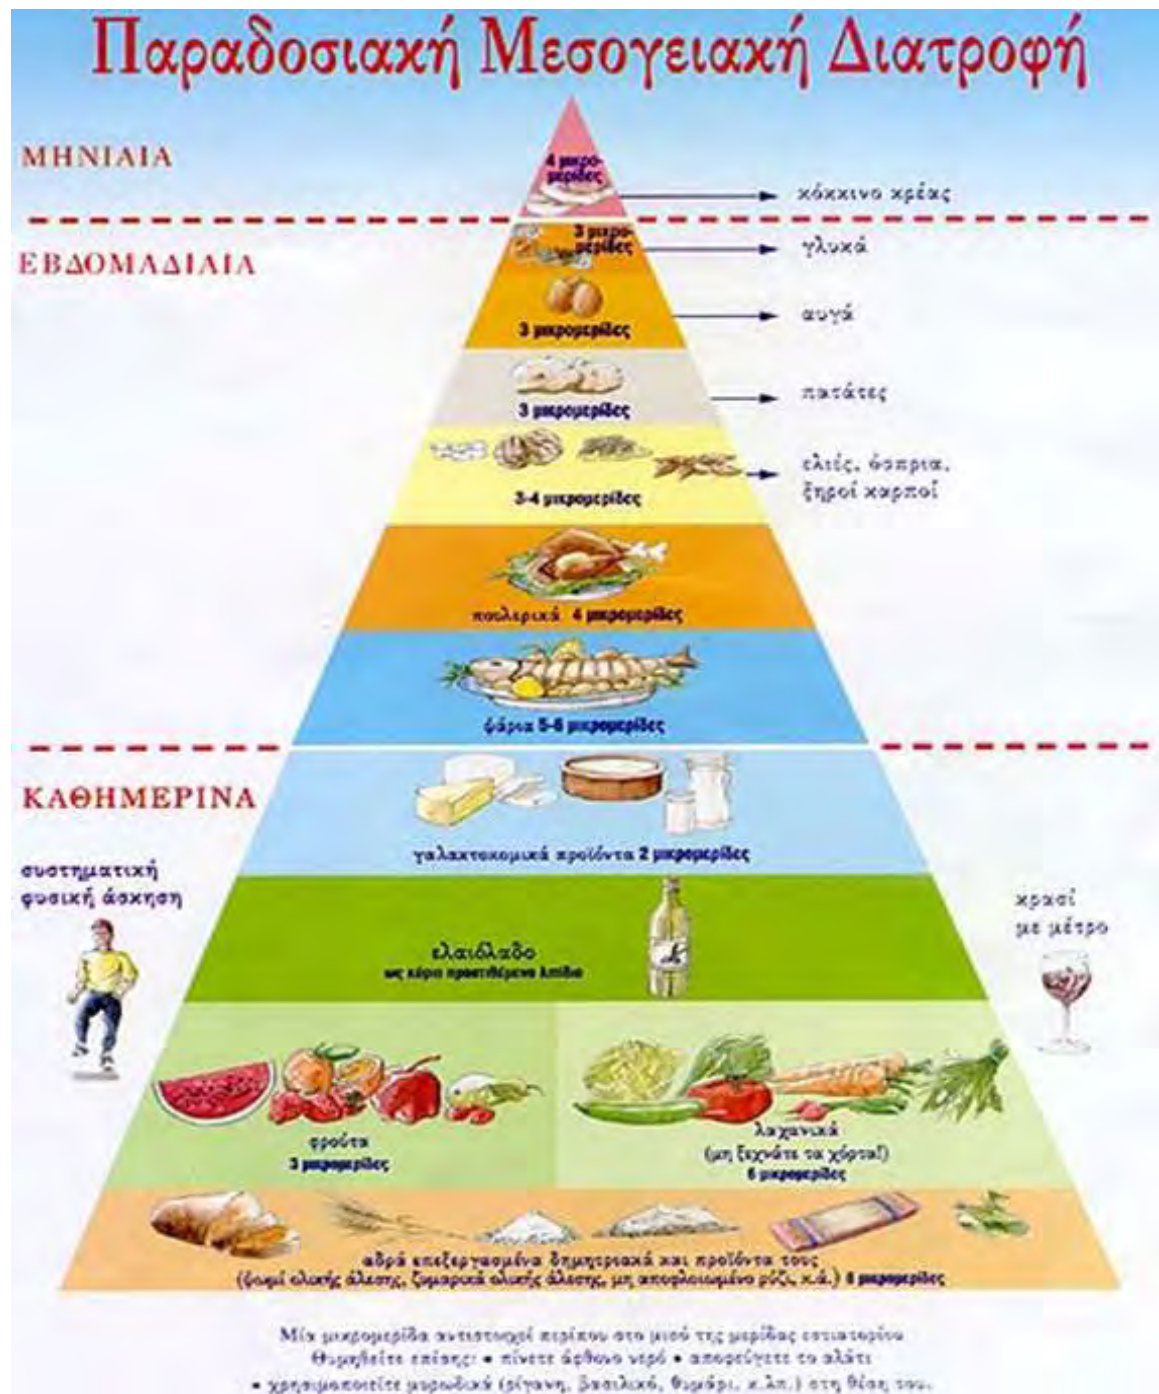 Παραδοσιακή Μεσογειακή Διατροφή
ΜΗΝΙΑΙΑ
4 μικρο-
μερίδες
κόκκινο κρέας
ΕΒΔΟΜΑΔΙΑΙΑ
3 μικρο-
μερίδες
γλυκά
3 μικρομερίδες
αυγά
3 μικρομερίδες
πατάτες
3-4 μικρομερίδες
ελιές, όσπρια,
ξηροί καρποί
πουλερικά 4 μικρομερίδες
ψάρια 5-6 μικρομερίδες
ΚΑΘΗΜΕΡΙΝΑ
γαλακτοκομικά προϊόντα 2 μικρομερίδες
συστηματική
φυσική άσκηση
ελαιόλαδο
ως κύριο προστιθέμενο λιπίδιο
κρασί
με μέτρο
φρούτα
3 μικρομερίδες
λαχανικά
(μη ξεχνάτε τα χόρτα!)
6 μικρομερίδες
αδρά επεξεργασμένα δημητριακά και προϊόντα τους
(ψωμί ολικής άλεσης, ζυμαρικά ολικής άλεσης, μη αποφλοιωμένο ρύζι, κ.ά.) 8 μικρομερίδες
Μία μικρομερίδα αντιστοιχεί περίπου στο μισό της μερίδας εστιατορίου
Θυμηθείτε επίσης: • πίνετε άφθονο νερό • αποφεύγετε το αλάτι
• χρησιμοποιείτε μυρωδικά (ρίγανη, βασιλικό, θυμάρι, κ.λπ.) στη θέση του.